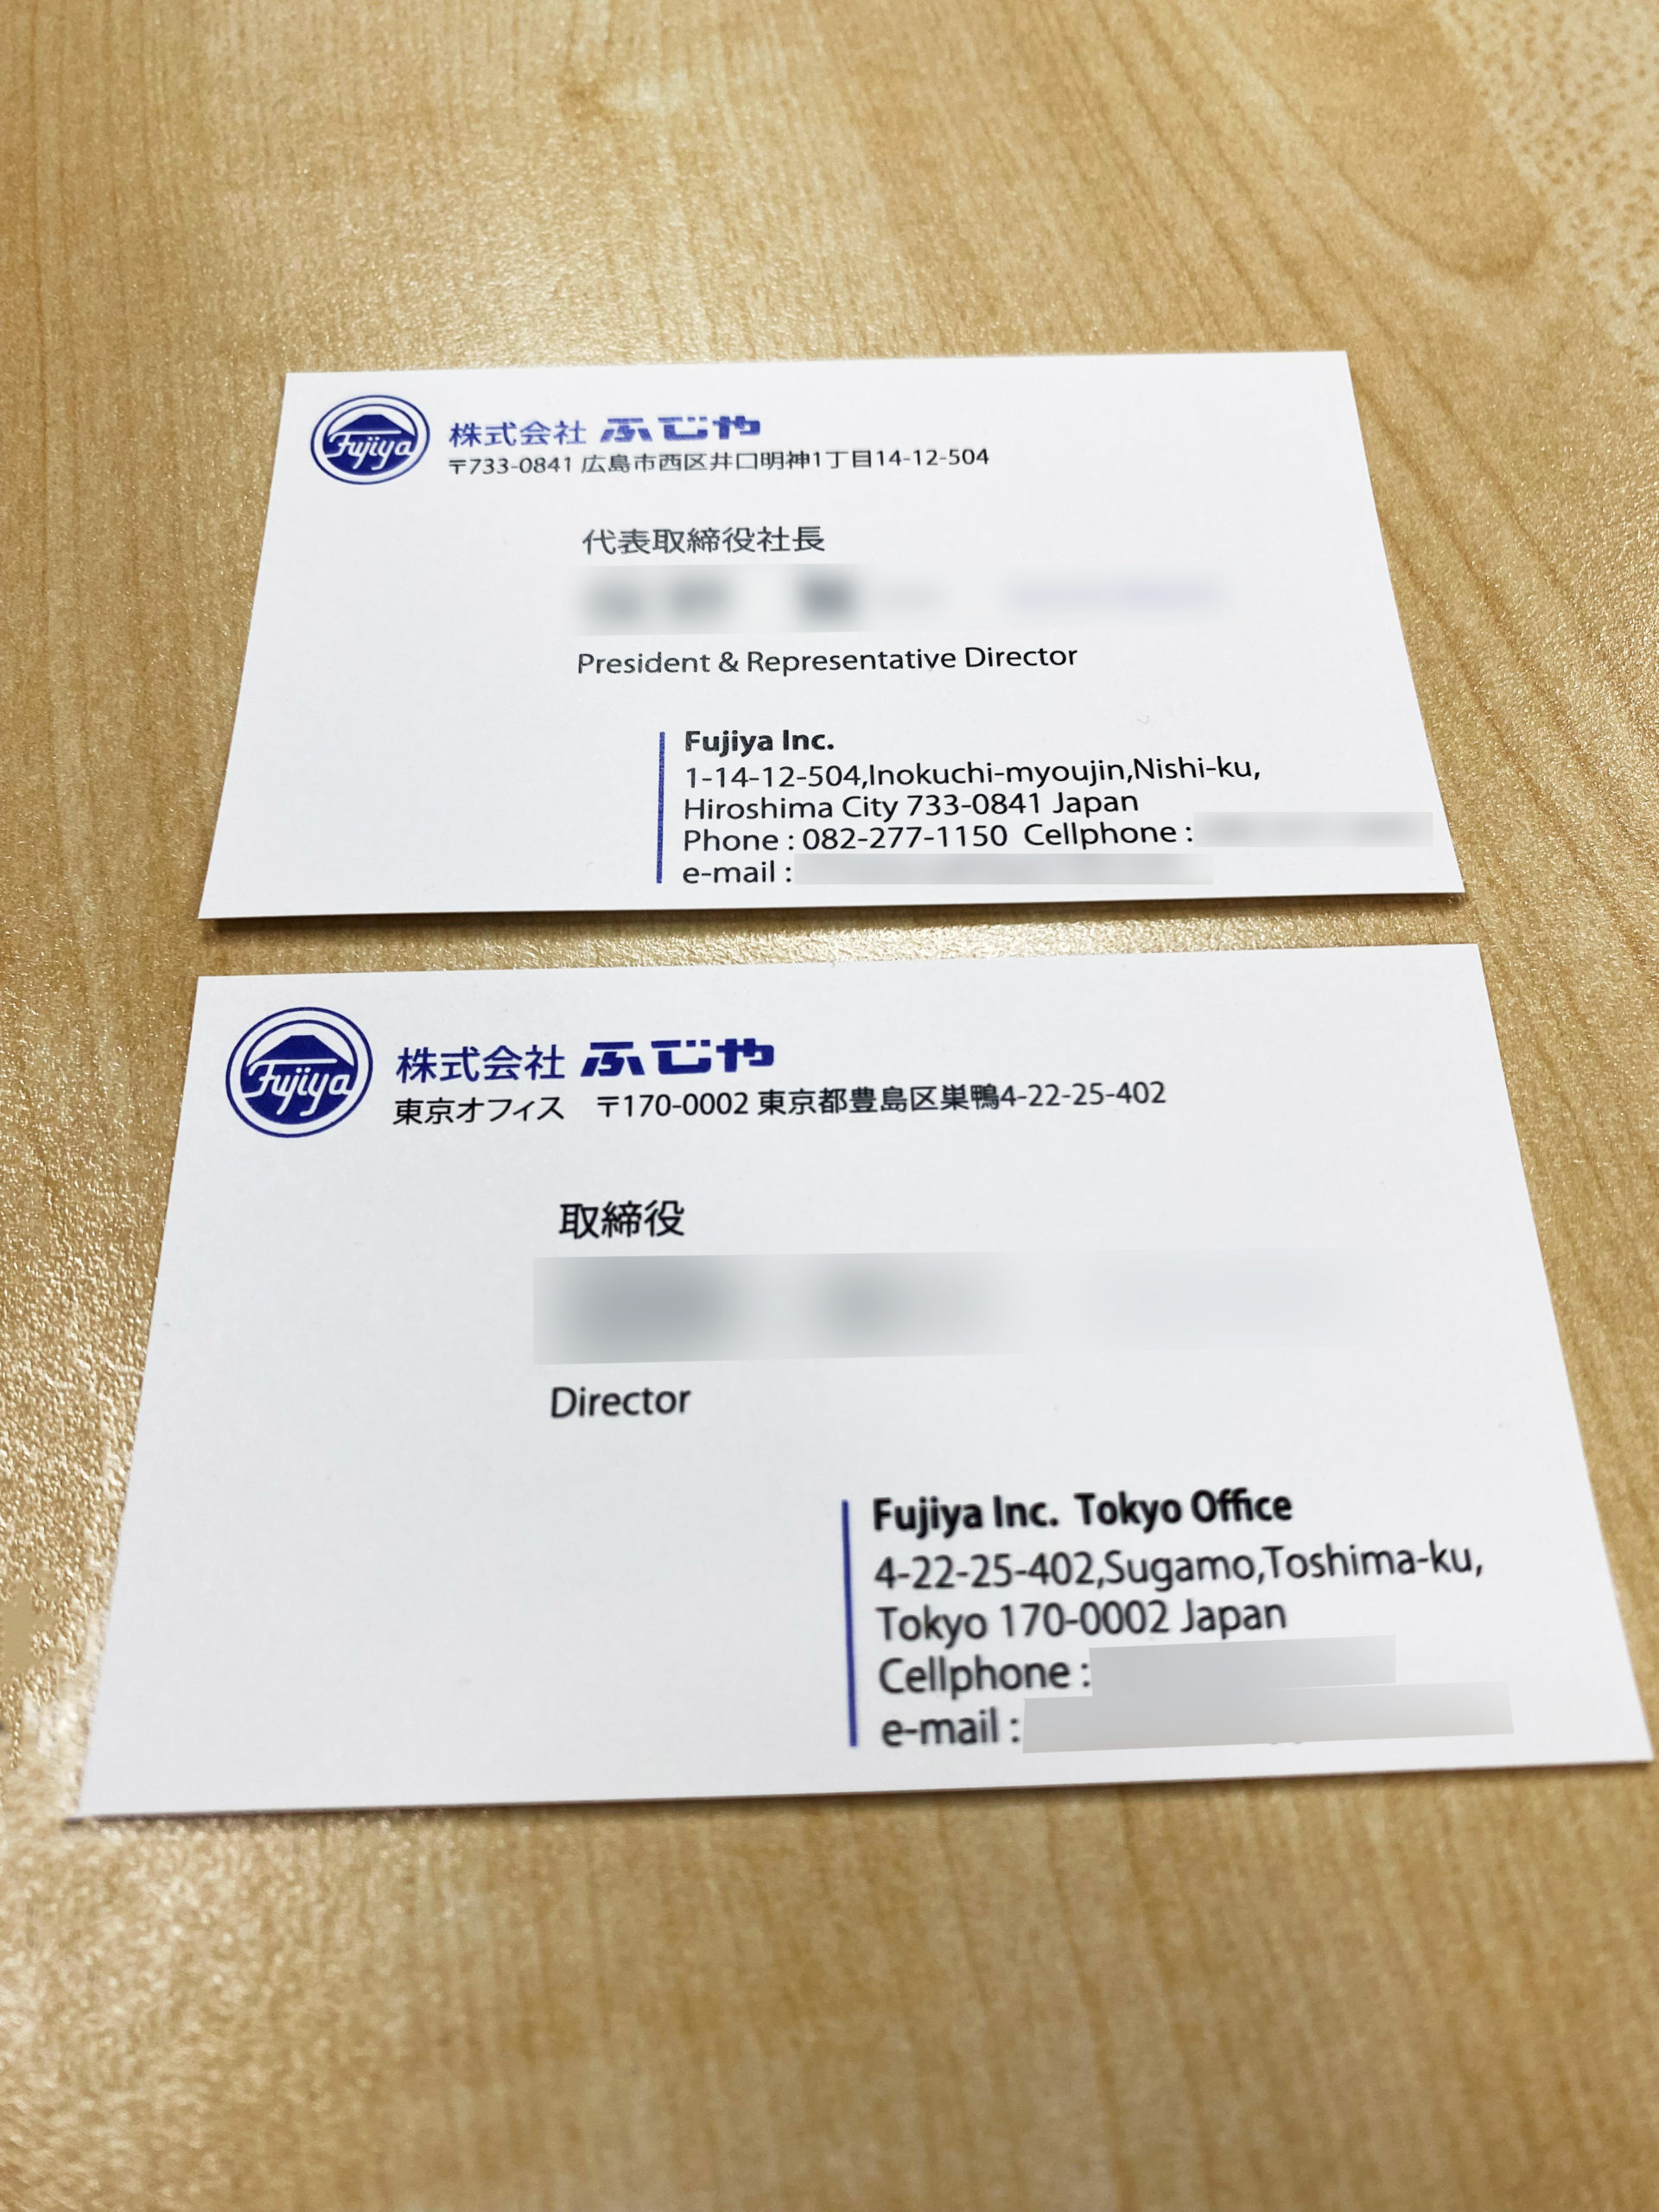 Fujiya
株式会社 ふじや
〒733-0841 広島市西区井口明神1丁目14-12-504
代表取締役社長
President & Representative Director
Fujiya Inc.
1-14-12-504,Inokuchi-myoujin,Nishi-ku,
Hiroshima City 733-0841 Japan
Phone : 082-277-1150 Cellphone :
e-mail :
Fujiya
株式会社 ふじや
東京オフィス 〒170-0002 東京都豊島区巣鴨4-22-25-402
取締役
Director
Fujiya Inc. Tokyo Office
4-22-25-402,Sugamo,Toshima-ku,
Tokyo 170-0002 Japan
Cellphone :
e-mail :